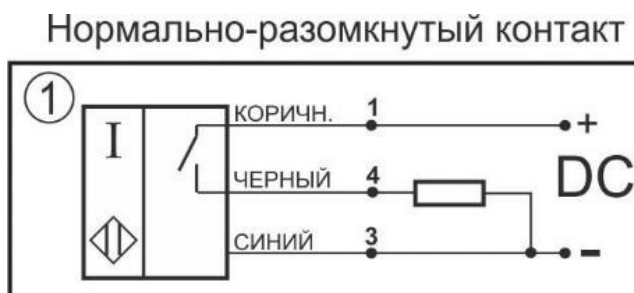 Нормально-разомкнутый контакт
1
I
КОРИЧН. 1 +
ЧЕРНЫЙ 4 DC
СИНИЙ 3 -